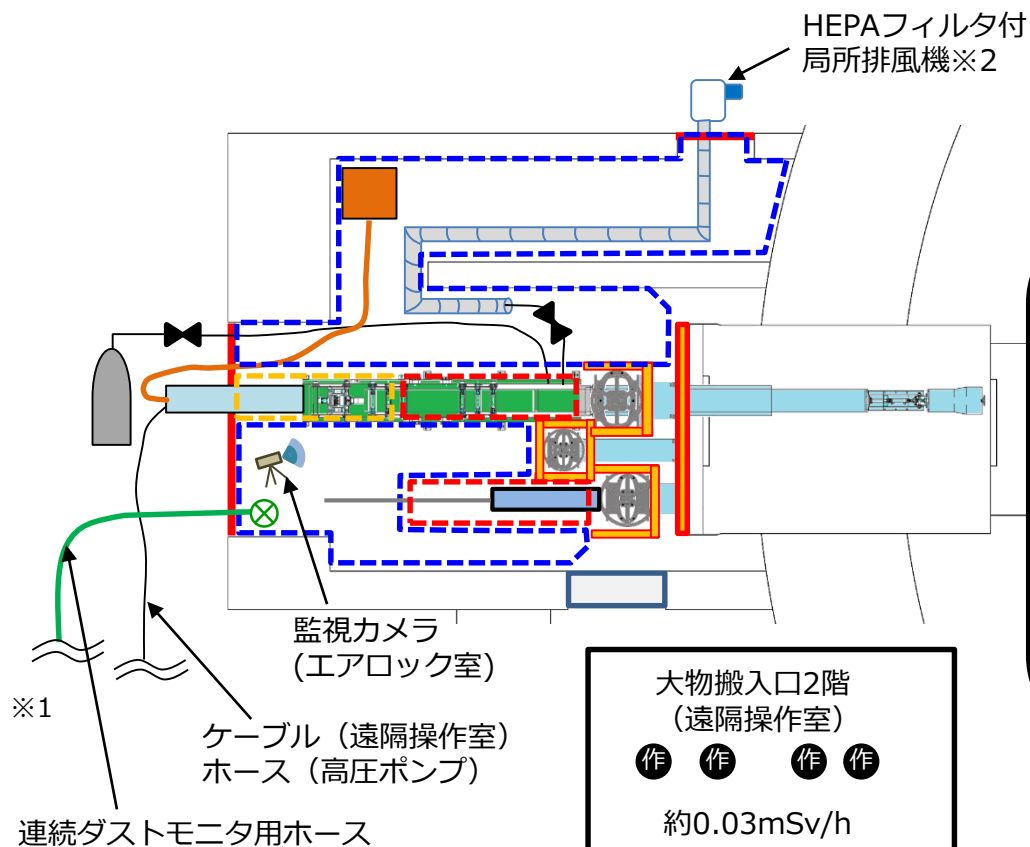 HEPAフィルタ付
局所排風機※2
監視カメラ
(エアロック室)
※1
ケーブル（遠隔操作室）
ホース（高圧ポンプ）
連続ダストモニタ用ホース
大物搬入口2階
（遠隔操作室）
作 作 作 作
約0.03mSv/h